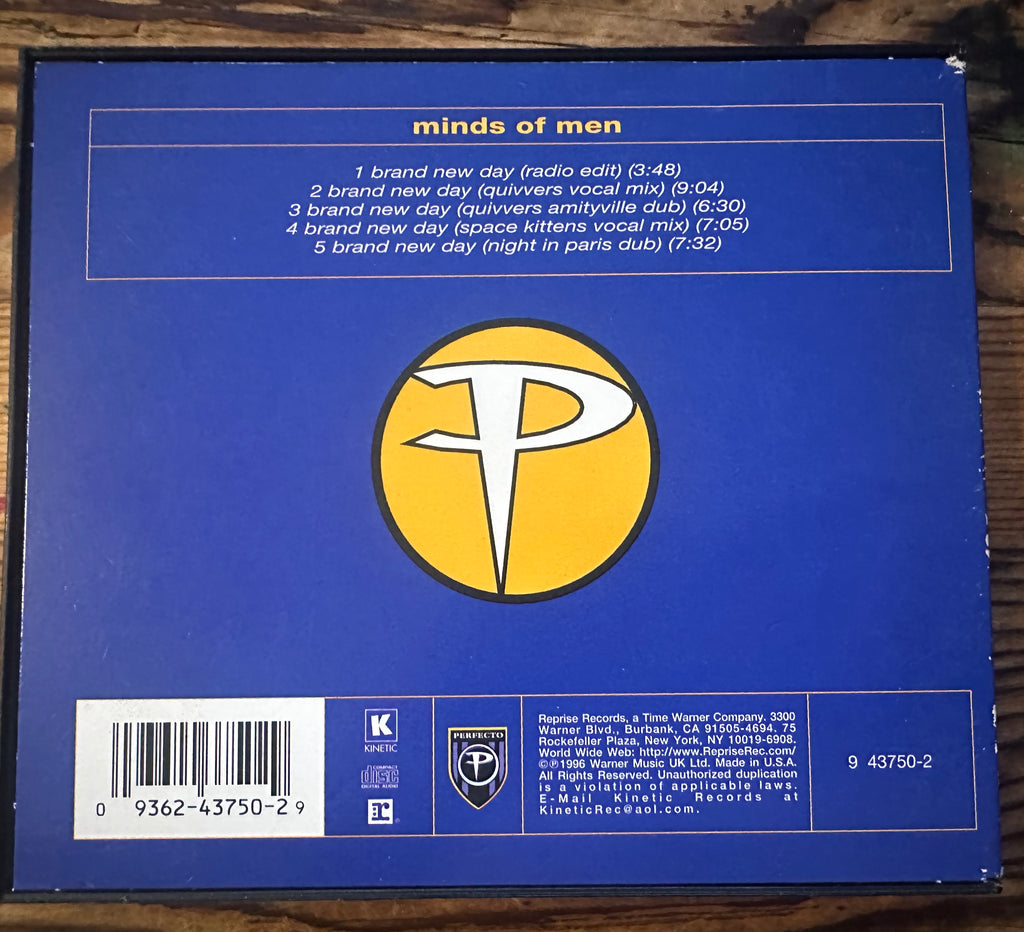 minds of men
1 brand new day (radio edit) (3:48)
2 brand new day (quivvers vocal mix) (9:04)
3 brand new day (quivvers amityville dub) (6:30)
4 brand new day (space kittens vocal mix) (7:05)
5 brand new day (night in paris dub) (7:32)
P
0 9362-43750-2 9
K
KINETIC
COMPACT
disc
DIGITAL AUDIO
r
PERFECTO
P
Reprise Records, a Time Warner Company. 3300
Warner Blvd., Burbank, CA 91505-4694. 75
Rockefeller Plaza, New York, NY 10019-6908.
World Wide Web: http://www.RepriseRec.com/
©℗1996 Warner Music UK Ltd. Made in U.S.A.
All Rights Reserved. Unauthorized duplication
is a violation of applicable laws.
E-Mail Kinetic Records at
KineticRec@aol.com.
9 43750-2